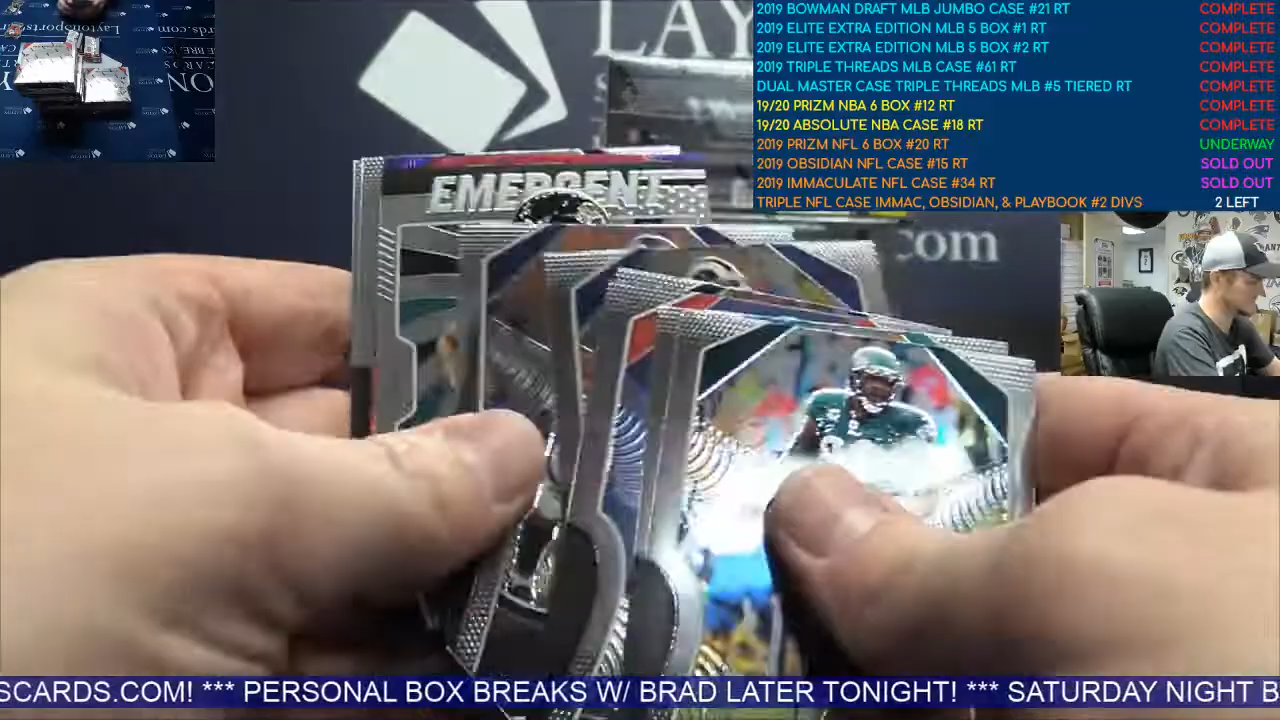 2019 BOWMAN DRAFT MLB JUMBO CASE #21 RT COMPLETE
2019 ELITE EXTRA EDITION MLB 5 BOX #1 RT COMPLETE
2019 ELITE EXTRA EDITION MLB 5 BOX #2 RT COMPLETE
2019 TRIPLE THREADS MLB CASE #61 RT COMPLETE
DUAL MASTER CASE TRIPLE THREADS MLB #5 TIERED RT COMPLETE
19/20 PRIZM NBA 6 BOX #12 RT COMPLETE
19/20 ABSOLUTE NBA CASE #18 RT COMPLETE
2019 PRIZM NFL 6 BOX #20 RT UNDERWAY
2019 OBSIDIAN NFL CASE #15 RT SOLD OUT
2019 IMMACULATE NFL CASE #34 RT SOLD OUT
TRIPLE NFL CASE IMMAC, OBSIDIAN, & PLAYBOOK #2 DIVS 2 LEFT
LAY
EMERGENT
.com
SCARDS.COM! *** PERSONAL BOX BREAKS W/ BRAD LATER TONIGHT! *** SATURDAY NIGHT B